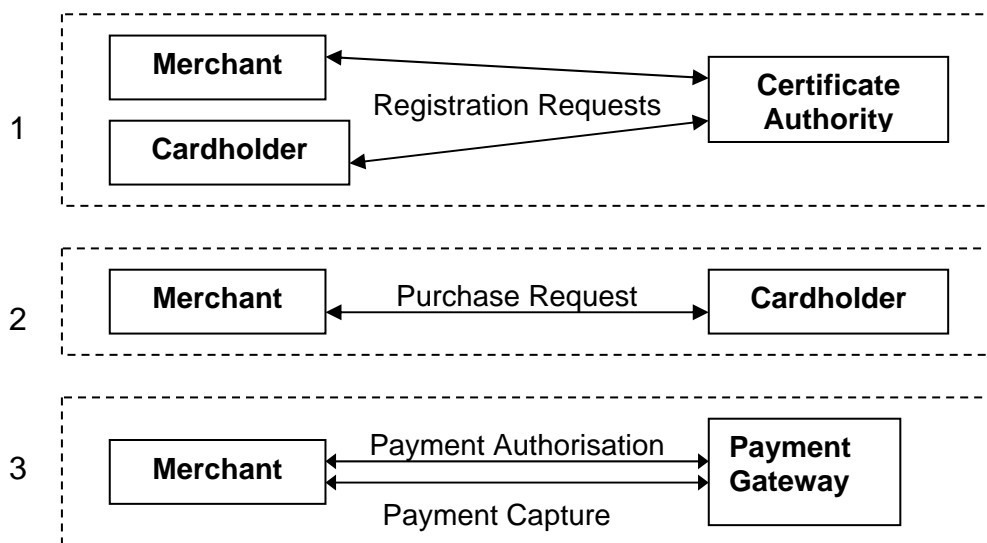 1
Merchant
Registration Requests
Cardholder
Certificate
Authority
2
Merchant
Purchase Request
Cardholder
3
Merchant
Payment Authorisation
Payment Capture
Payment
Gateway